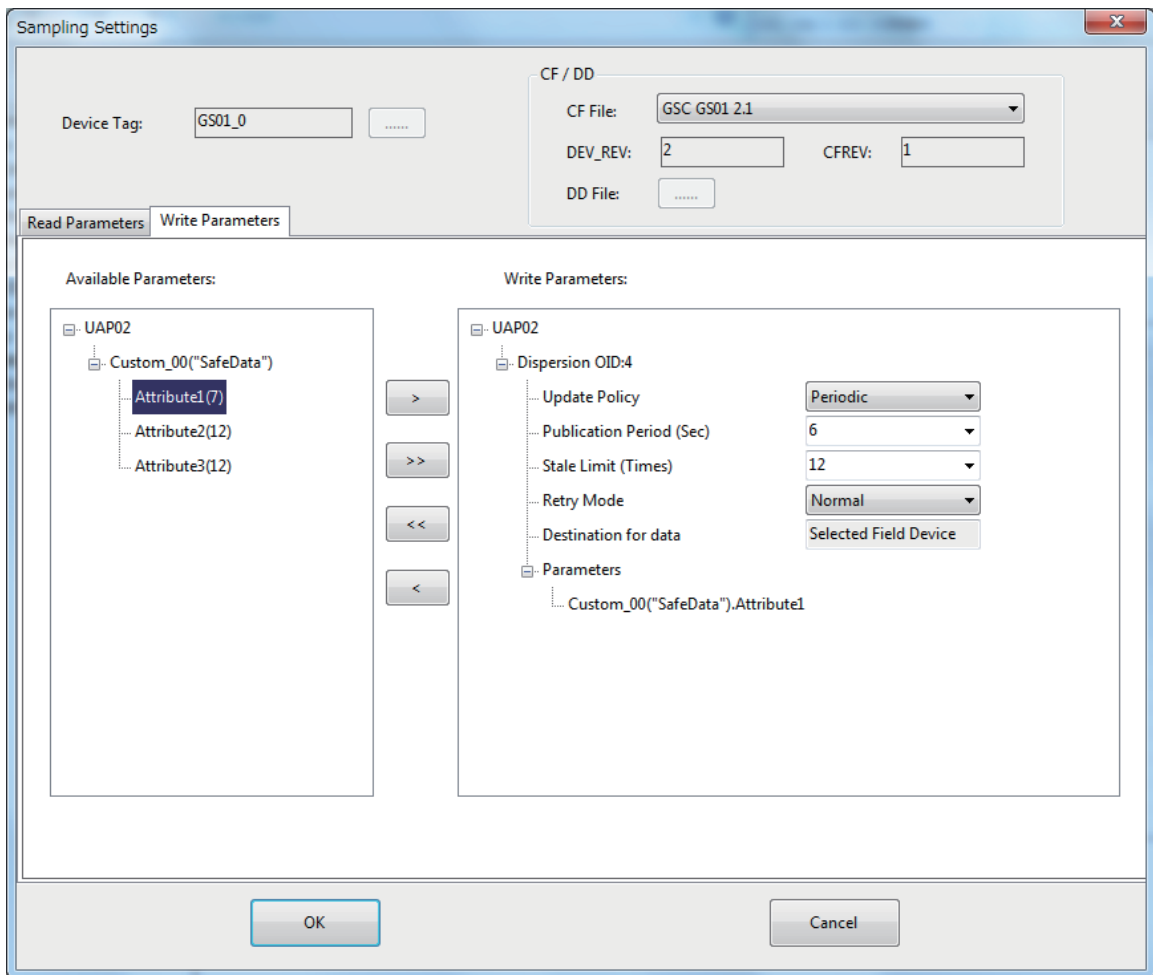 Sampling Settings
Device Tag:
GS01_0
......
CF / DD
CF File:
GSC GS01 2.1
DEV_REV:
2
CFREV:
1
DD File:
......
Read Parameters
Write Parameters
Available Parameters:
UAP02
Custom_00("SafeData")
Attribute1(7)
Attribute2(12)
Attribute3(12)
>
>>
<<
<
Write Parameters:
UAP02
Dispersion OID:4
Update Policy
Periodic
Publication Period (Sec)
6
Stale Limit (Times)
12
Retry Mode
Normal
Destination for data
Selected Field Device
Parameters
Custom_00("SafeData").Attribute1
OK
Cancel